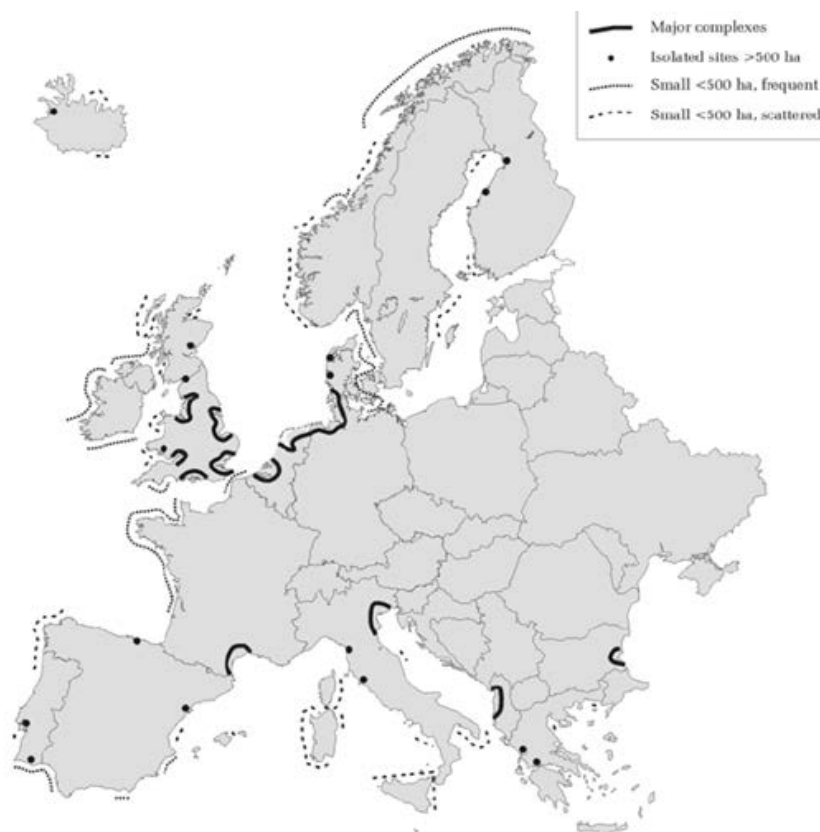 Major complexes
Isolated sites >500 ha
Small <500 ha, frequent
Small <500 ha, scattered